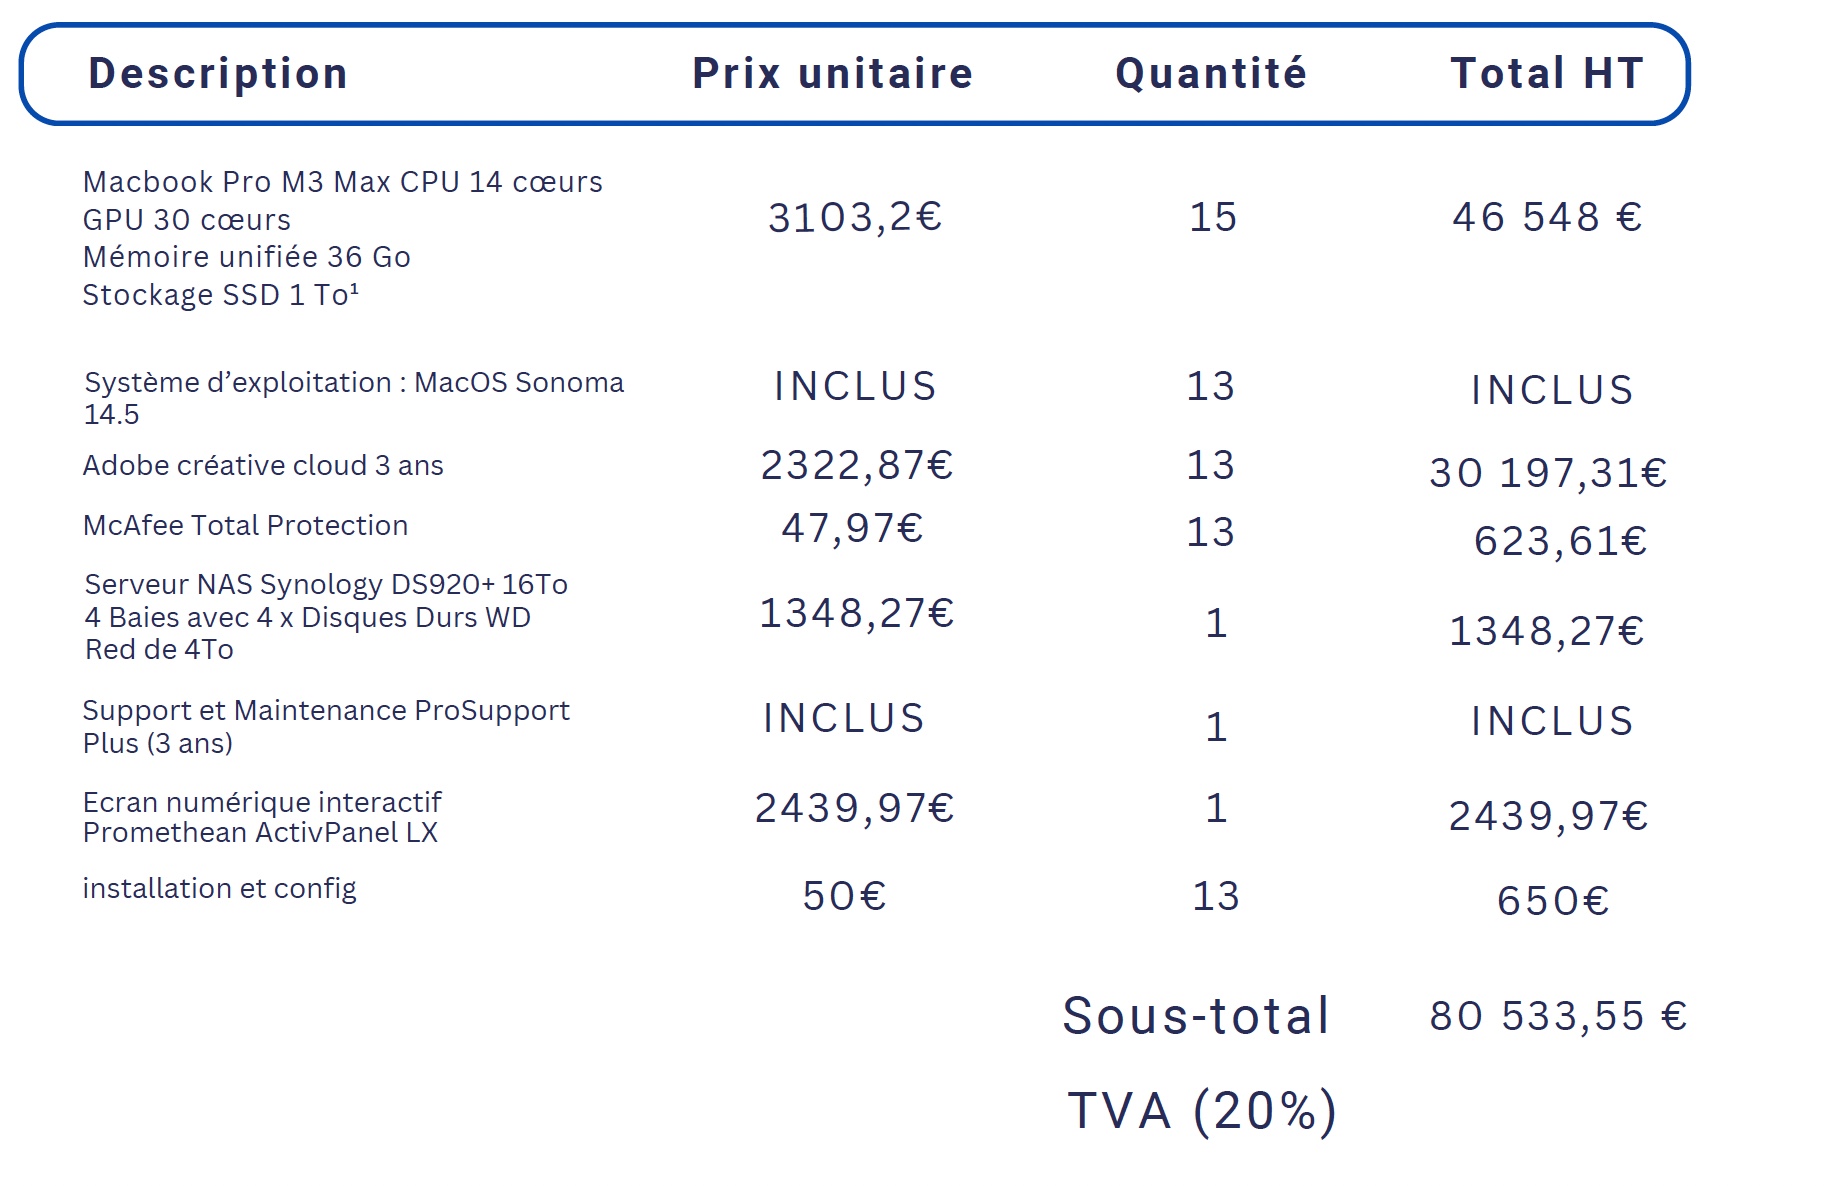 Description Prix unitaire Quantité Total HT
Macbook Pro M3 Max CPU 14 cœurs
GPU 30 cœurs
Mémoire unifiée 36 Go
Stockage SSD 1 To¹
3103,2€ 15 46 548 €
Système d’exploitation : MacOS Sonoma
14.5
INCLUS 13 INCLUS
Adobe créative cloud 3 ans 2322,87€ 13 30 197,31€
McAfee Total Protection 47,97€ 13 623,61€
Serveur NAS Synology DS920+ 16To
4 Baies avec 4 x Disques Durs WD
Red de 4To
1348,27€ 1 1348,27€
Support et Maintenance ProSupport
Plus (3 ans)
INCLUS 1 INCLUS
Ecran numérique interactif
Promethean ActivPanel LX
2439,97€ 1 2439,97€
installation et config 50€ 13 650€
Sous-total 80 533,55 €
TVA (20%)